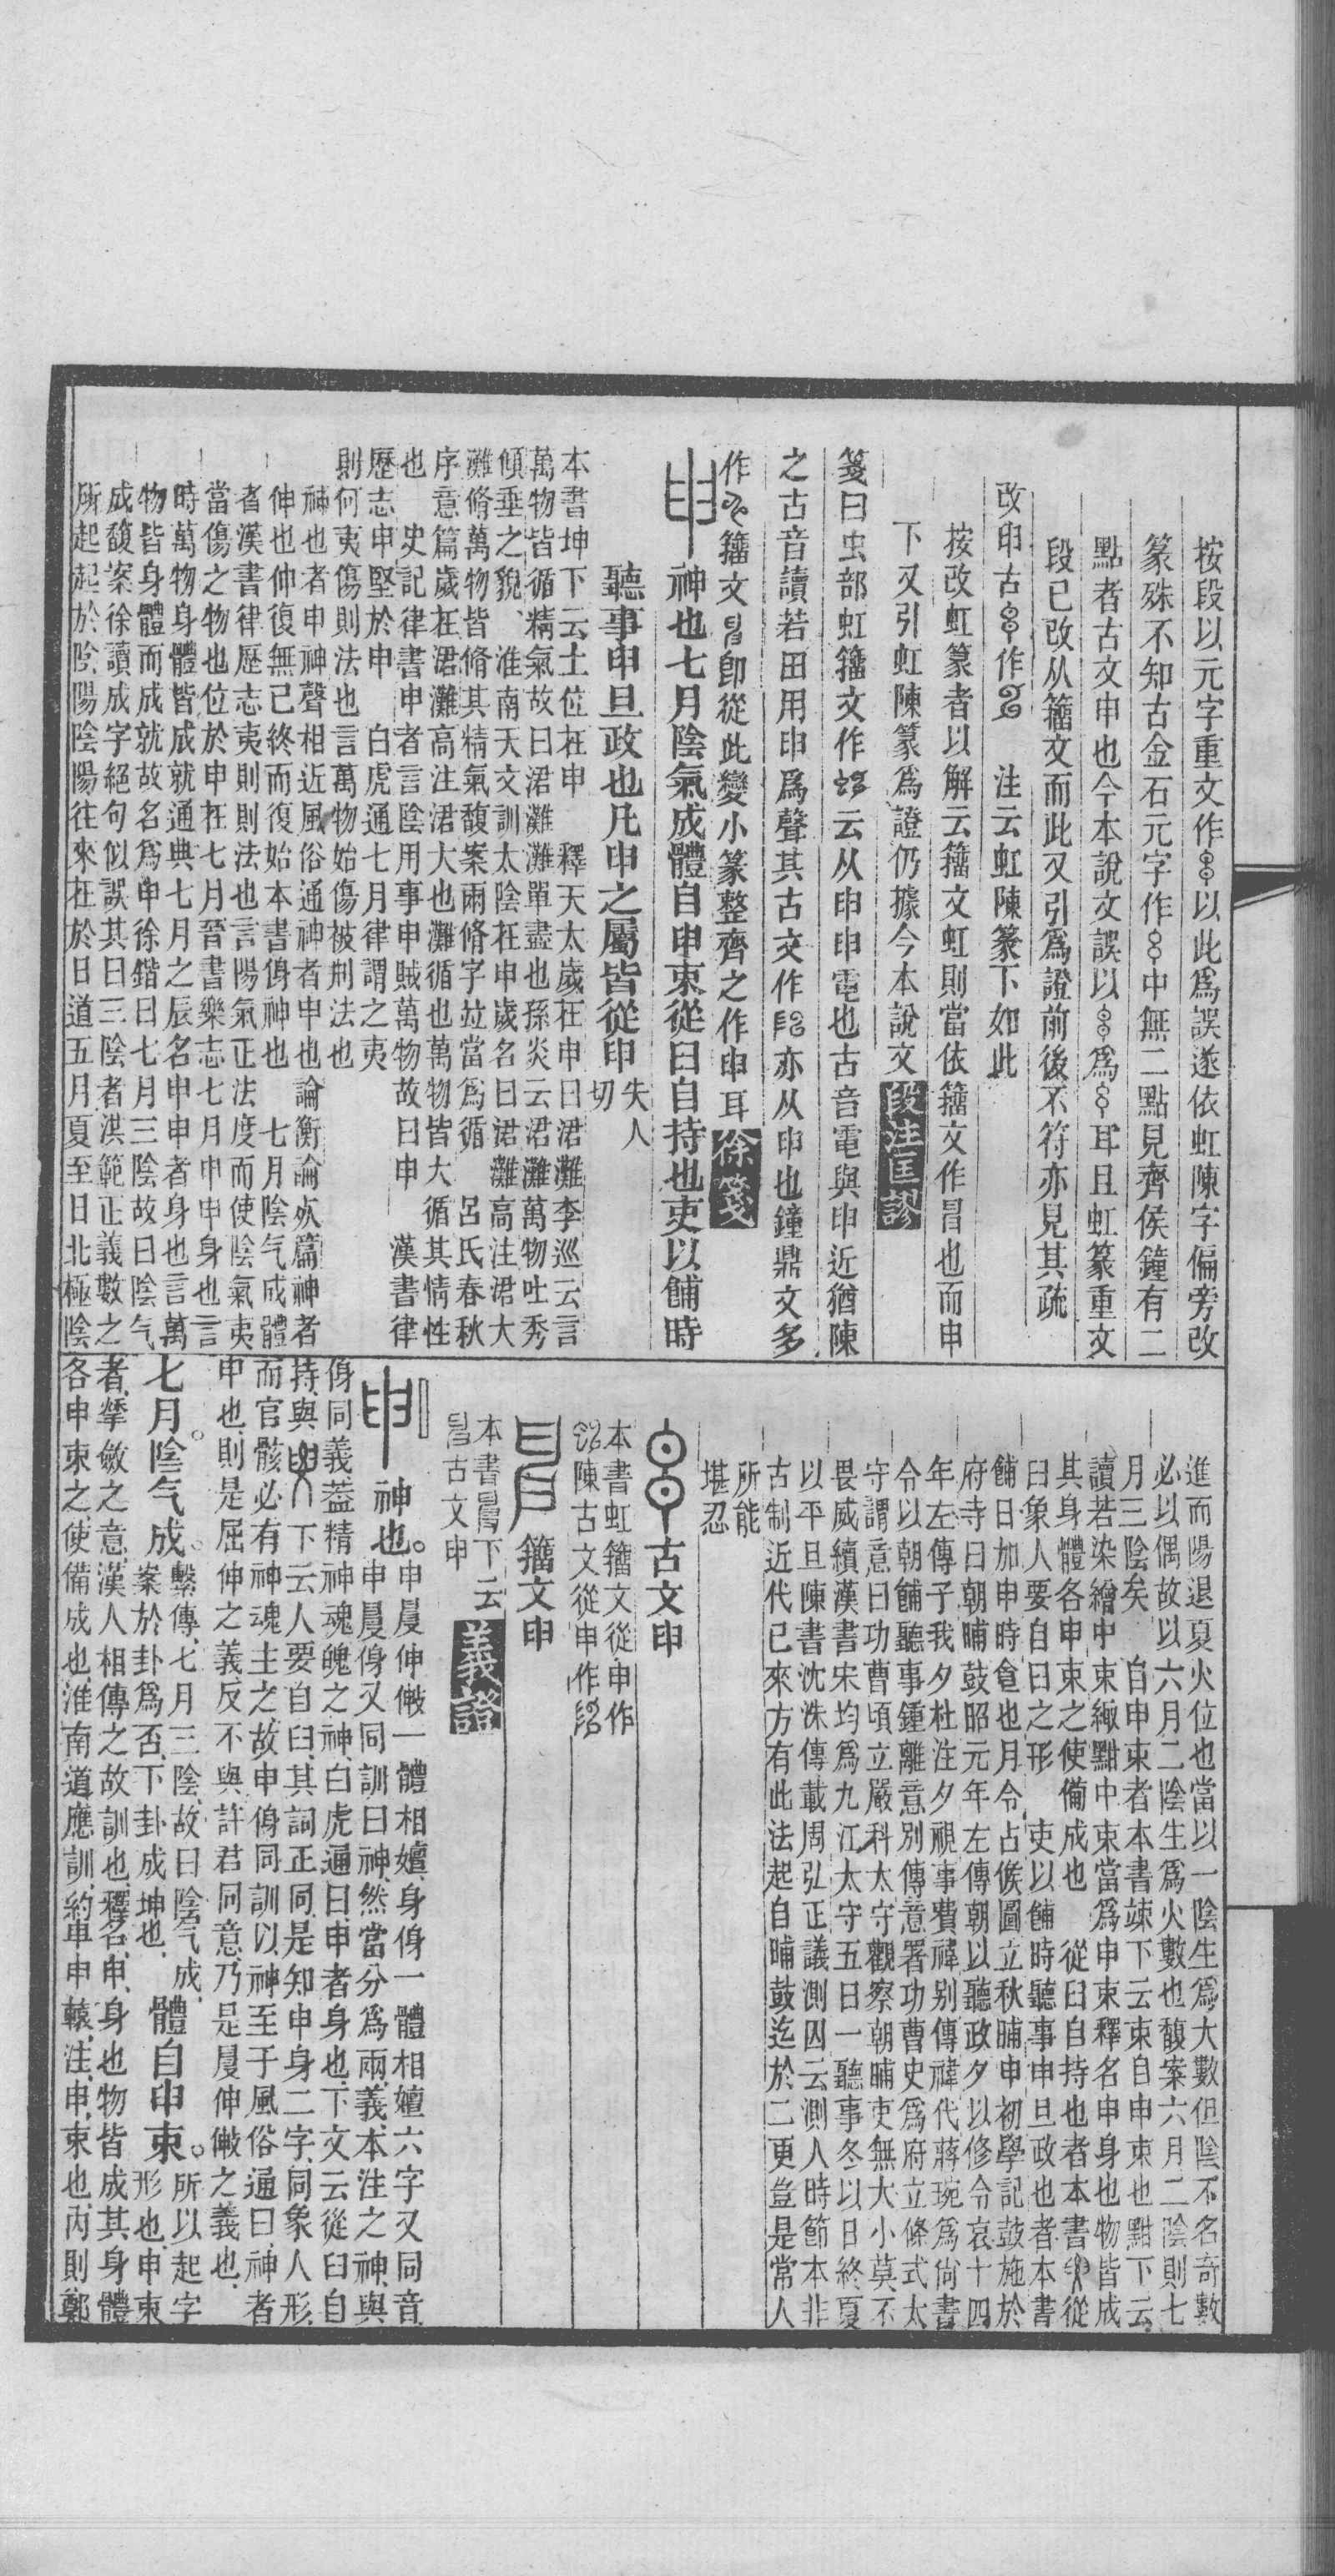 按段以元字重文作以此爲誤遂依虹陳字偏旁改
篆殊不知古金石元字作中無二點見齊侯鐘有二
點者古文申也今本說文誤以爲耳且虹篆重文
段已改从籒文而此又引爲證前後不符亦見其疏
改申古作　注云虹陳篆下如此
按改虹篆者以解云籒文虹則當依籒文作也而申
下又引虹陳篆爲證仍據今本說文段注匡謬
箋曰虫部虹籒文作云从申申電也古音電與申近猶陳
之古音讀若田用申爲聲其古文作亦从申也鐘鼎文多
作籒文卽從此變小篆整齊之作申耳徐箋
神也七月陰氣成體自申束從臼自持也吏以餔時
聽事申旦政也凡申之屬皆從申失人切
本書坤下云土位在申　釋天太歲在申曰涒灘李巡云言
萬物皆循精氣故曰涒灘灘單盡也孫炎云涒灘萬物吐秀
傾垂之貌　淮南天文訓太陰在申歲名曰涒灘高注涒大
灘脩萬物皆脩其精氣馥案兩脩字竝當爲循　呂氏春秋
序意篇歲在涒灘高注涒大也灘循也萬物皆大循其情性
也　史記律書申者言陰用事申賊萬物故曰申　漢書律
歷志申堅於申　白虎通七月律謂之夷
則何夷傷則法也言萬物始傷被刑法也
神也者申神聲相近風俗通神者申也　論衡論死篇神者
伸也伸復無已終而復始本書侽神也　七月陰气成體
者漢書律歷志夷則則法也言陽氣正法度而使陰氣夷
當傷之物也位於申在七月晉書樂志七月申申身也言
時萬物身體皆成就通典七月之辰名申申者身也言萬
物皆身體而成就故名爲申徐鍇曰七月三陰故曰陰气
成馥案徐讀成字絕句似誤其曰三陰者洪範正義數之
所起起於陰陽陰陽往來在於日道五月夏至日北極陰
進而陽退夏火位也當以一陰生爲大數但陰不名奇數
必以偶故以六月二陰生爲火數也馥案六月二陰則七
月三陰矣　自申束者本書竦下云束自申束也黗下云
讀若染繒中束緅黗中束當爲申束釋名申身也物皆成
其身體各申束之使備成也　從臼自持也者本書從
臼象人要自臼之形　吏以餔時聽事申旦政也者本書
餔日加申時食也月令占候圖立秋晡申初學記鼓施於
府寺日朝晡鼓昭元年左傳朝以聽政夕以修令哀十四
年左傳子我夕杜注夕視事費禕別傳禕代蔣琬爲尚書
令以朝餔聽事鍾離意別傳意署功曹史爲府立條式太
守謂意曰功曹頃立嚴科太守觀察朝晡吏無大小莫不
畏威續漢書宋均爲九江太守五日一聽事冬以日終夏
以平旦陳書沈洙傳載周弘正議測囚云測人時節本非
古制近代已來方有此法起自晡鼓迄於二更豈是常人
所能
堪忍
古文申
本書虹籒文從申作
陳古文從申作
籒文申
本書下云
古文申義證
神也。申㫳伸㒑一體相嬗、身侽一體相嬗、六字又同音、
申㫳侽又同訓曰神、然當分爲兩義、本注之神、與
侽同義、葢精神魂魄之神、白虎通曰、申者身也、下文云從臼自
持、與下云人要自臼、其詞正同、是知申身二字、同象人形、
而官骸必有神魂主之、故申侽同訓以神、至于風俗通曰、神者
申也、則是屈伸之義、反不與許君同意、乃是㫳伸㒑之義也、
七月。陰气成。繫傳、七月三陰、故曰陰气成、案於卦爲否、下卦成坤也、體自申束。所以起字形也、申束
者、摯斂之意、漢人相傳之故訓也、釋名、申、身也、物皆成其身體、
各申束之、使備成也、淮南道應訓、約車申轅、注、申、束也、內則鄭